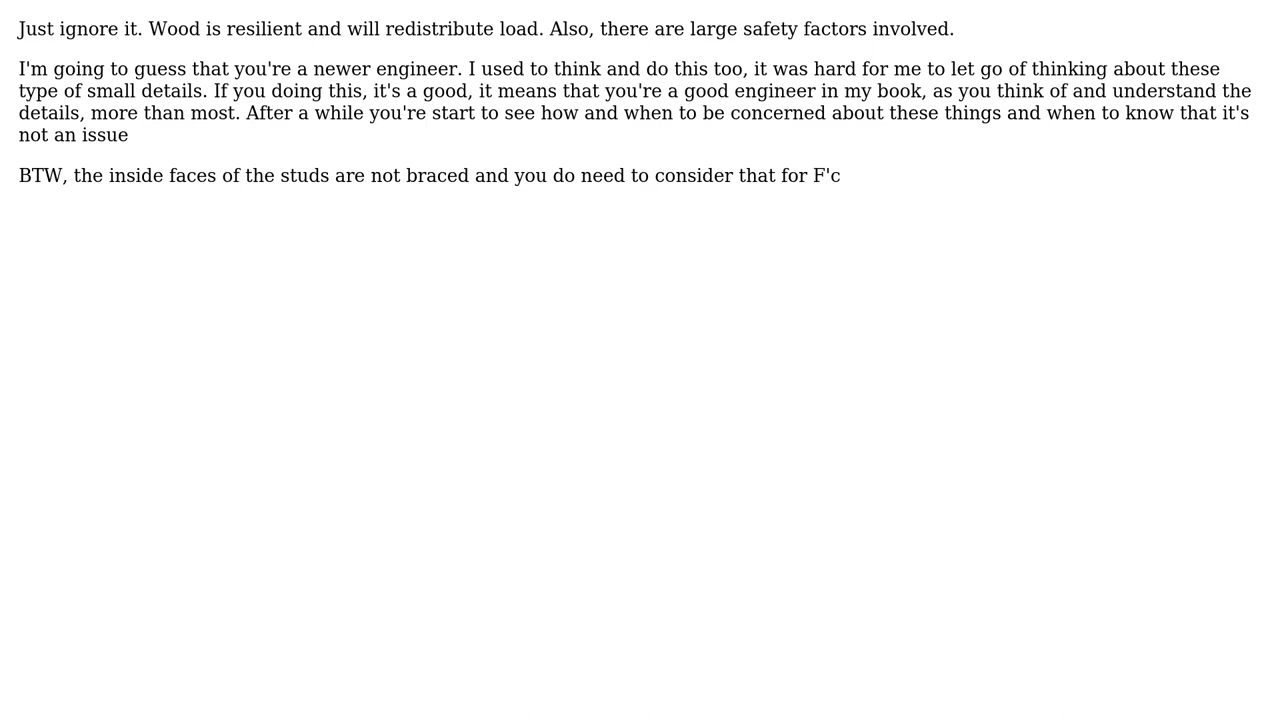 Just ignore it. Wood is resilient and will redistribute load. Also, there are large safety factors involved.
I'm going to guess that you're a newer engineer. I used to think and do this too, it was hard for me to let go of thinking about these
type of small details. If you doing this, it's a good, it means that you're a good engineer in my book, as you think of and understand the
details, more than most. After a while you're start to see how and when to be concerned about these things and when to know that it's
not an issue
BTW, the inside faces of the studs are not braced and you do need to consider that for F'c